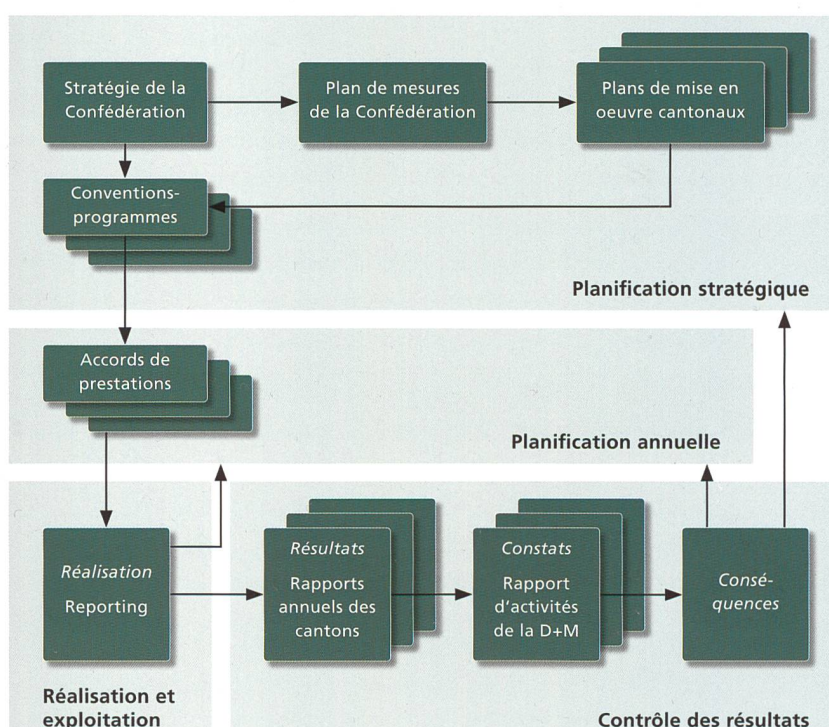 Stratégie de la
Confédération
Plan de mesures
de la Confédération
Plans de mise en
oeuvre cantonaux
Conventions-
programmes
Planification stratégique
Accords de
prestations
Planification annuelle
Réalisation
Reporting
Résultats
Rapports
annuels des
cantons
Constats
Rapport
d'activités
de la D+M
Consé-
quences
Réalisation et
exploitation
Contrôle des résultats